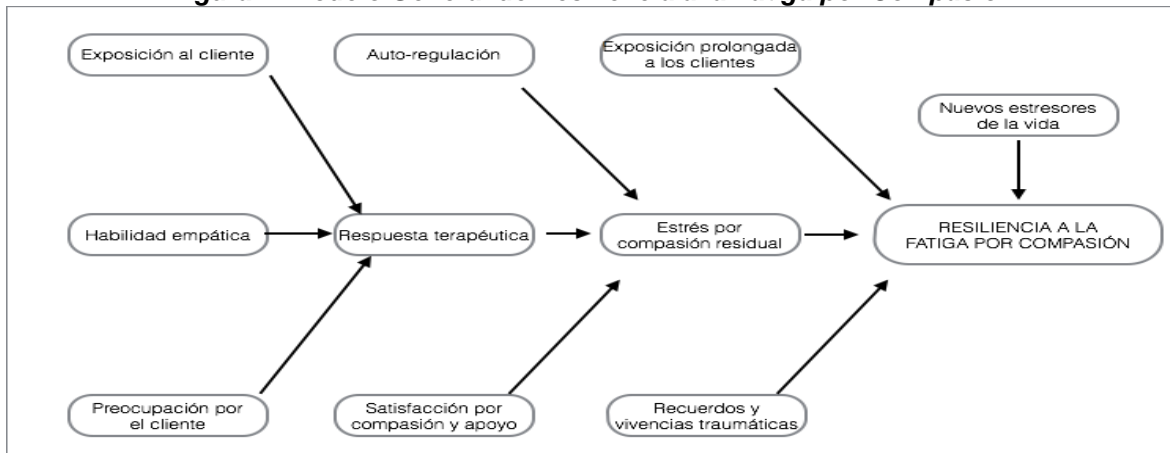 Exposición al cliente
Auto-regulación
Exposición prolongada
a los clientes
Nuevos estresores
de la vida
Habilidad empática
Respuesta terapéutica
Estrés por
compasión residual
RESILIENCIA A LA
FATIGA POR COMPASIÓN
Preocupación por
el cliente
Satisfacción por
compasión y apoyo
Recuerdos y
vivencias traumáticas